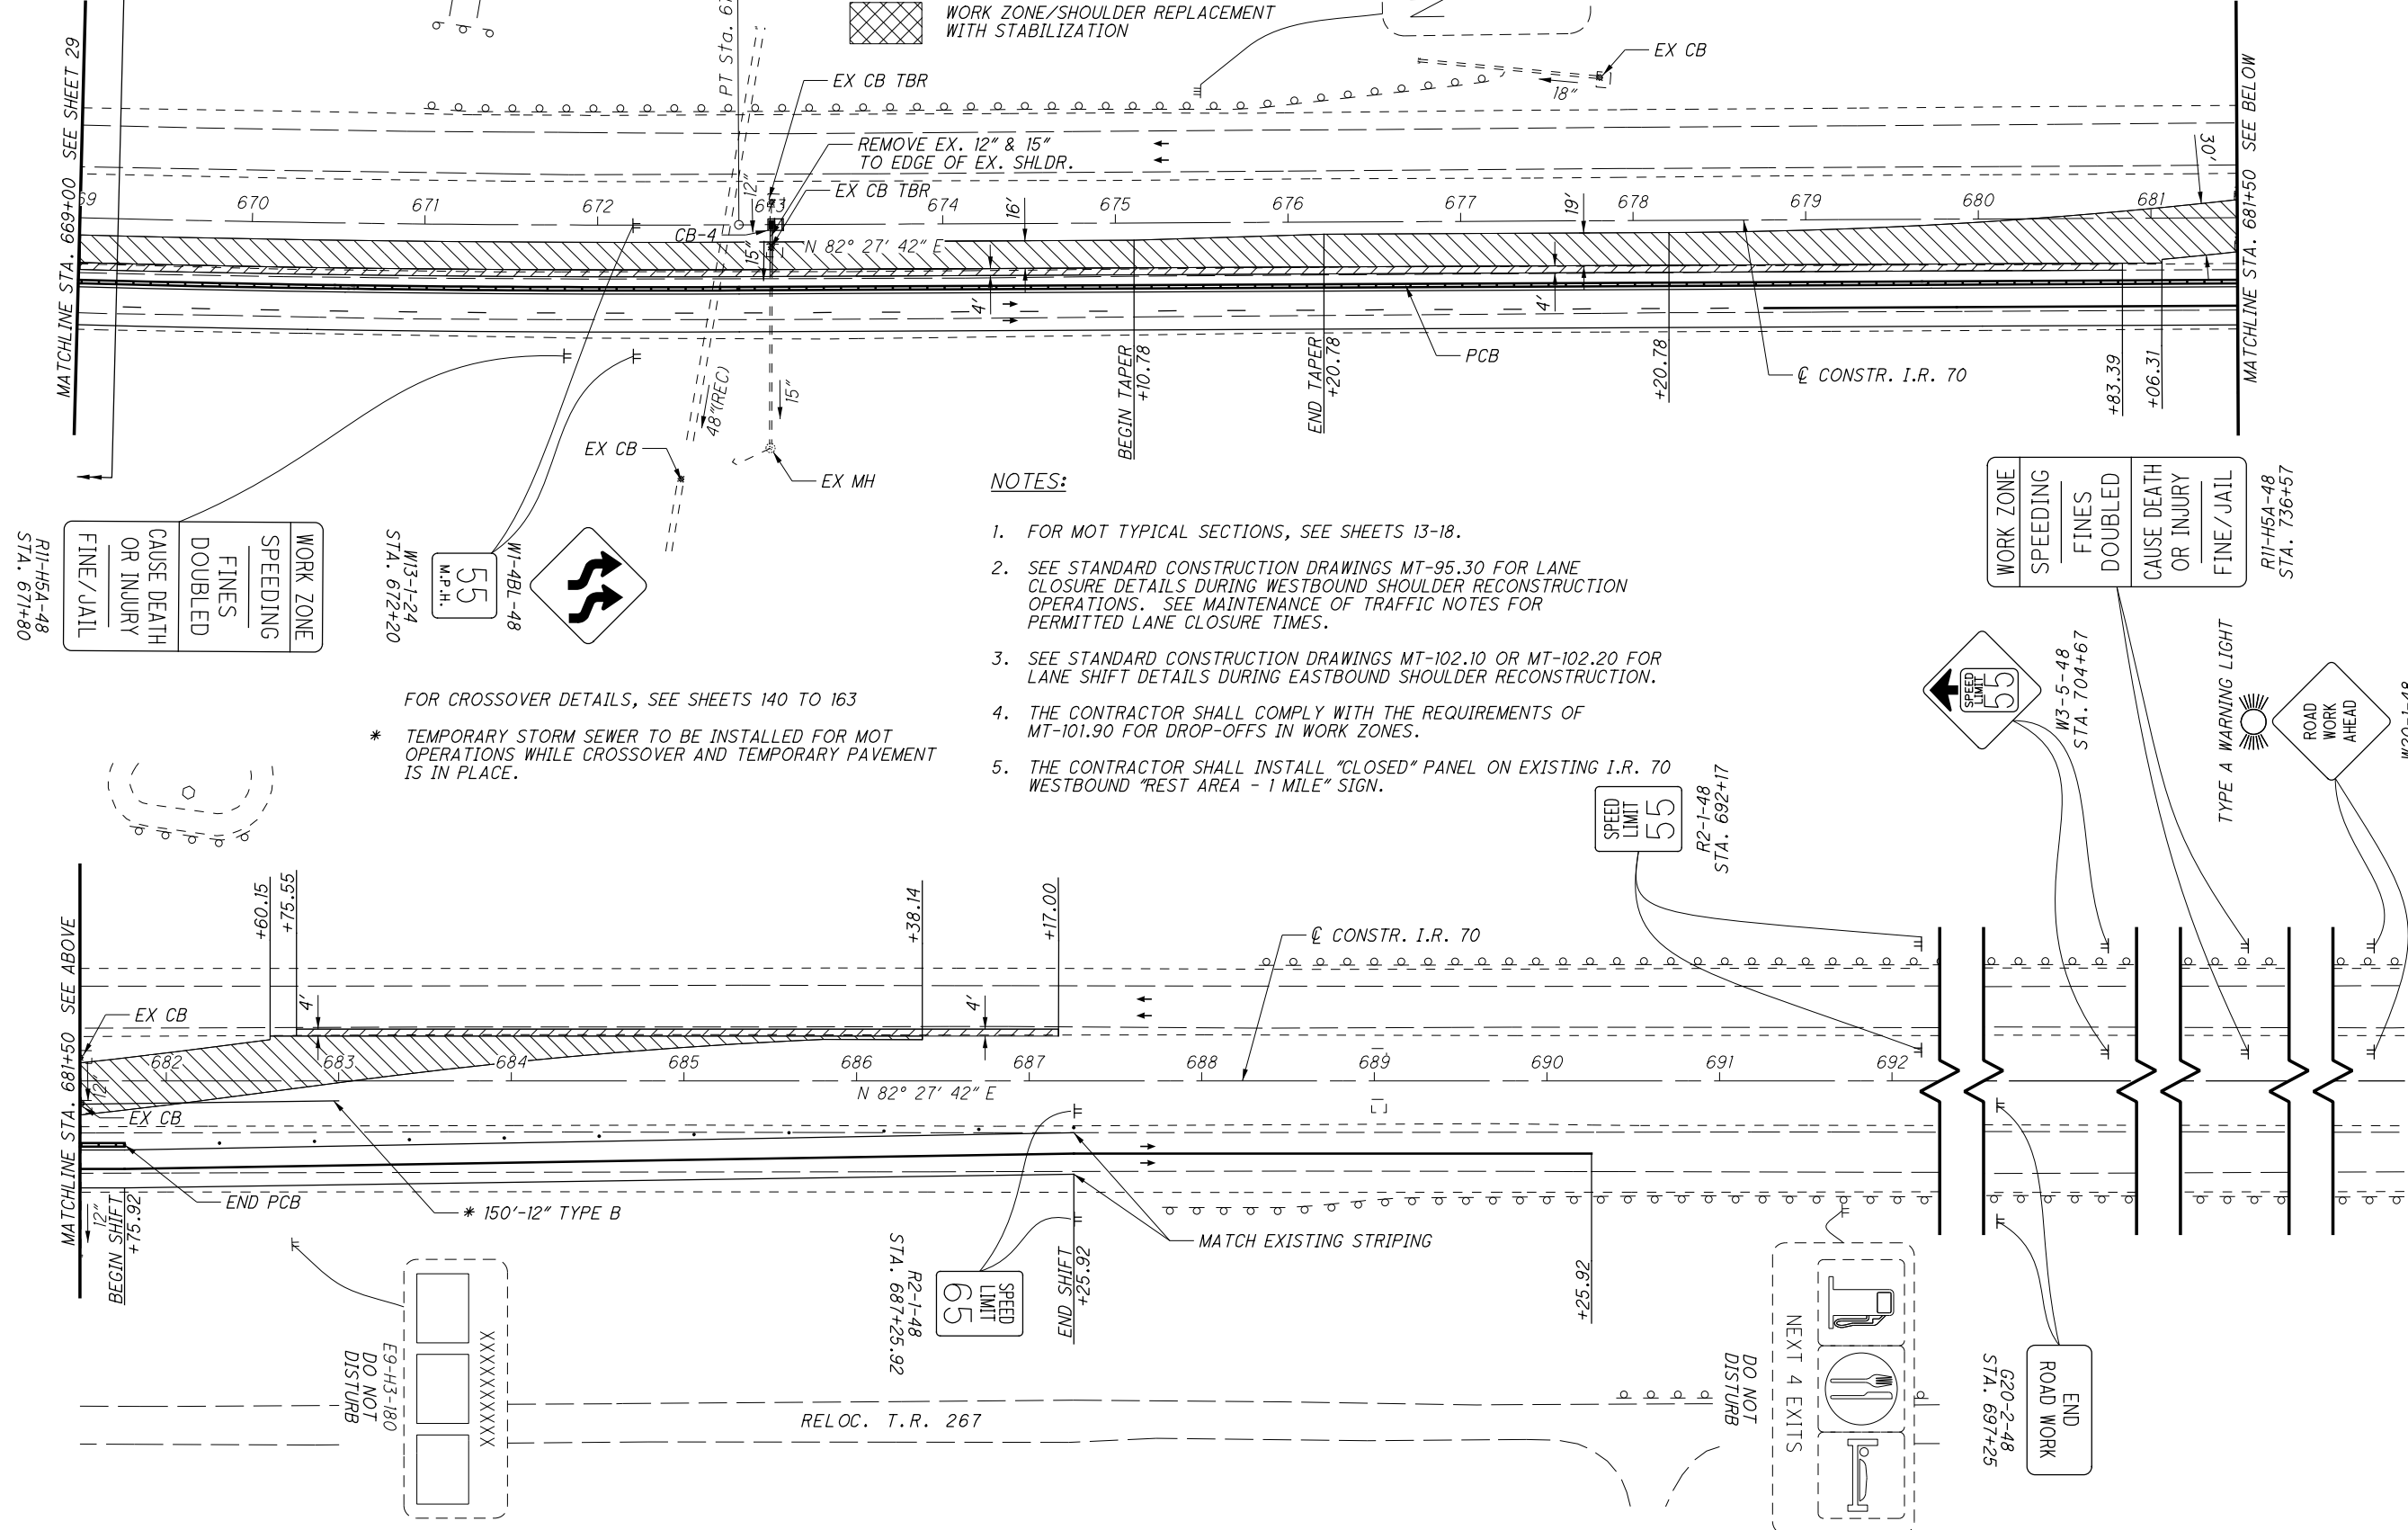 WORK ZONE/SHOULDER REPLACEMENT
WITH STABILIZATION
MATCHLINE STA. 669+00 SEE SHEET 29
MATCHLINE STA. 681+50 SEE BELOW
EX CB
18"
EX CB TBR
REMOVE EX. 12" & 15"
TO EDGE OF EX. SHLDR.
EX CB TBR
12"
30'
670
671
672
673
674
675
676
677
678
679
680
681
16'
19'
CB-4
15"
N 82° 27' 42" E
4'
4'
BEGIN TAPER
+10.78
END TAPER
+20.78
PCB
+20.78
℄ CONSTR. I.R. 70
+83.39
+06.31
48"(REC)
15"
EX CB
EX MH
WORK ZONE
SPEEDING
FINES
DOUBLED
CAUSE DEATH
OR INJURY
FINE/JAIL
R11-H5A-48
STA. 671+80
W1-4BL-48
55
M.P.H.
W13-1-24
STA. 672+20
NOTES:
1. FOR MOT TYPICAL SECTIONS, SEE SHEETS 13-18.
2. SEE STANDARD CONSTRUCTION DRAWINGS MT-95.30 FOR LANE
CLOSURE DETAILS DURING WESTBOUND SHOULDER RECONSTRUCTION
OPERATIONS. SEE MAINTENANCE OF TRAFFIC NOTES FOR
PERMITTED LANE CLOSURE TIMES.
3. SEE STANDARD CONSTRUCTION DRAWINGS MT-102.10 OR MT-102.20 FOR
LANE SHIFT DETAILS DURING EASTBOUND SHOULDER RECONSTRUCTION.
4. THE CONTRACTOR SHALL COMPLY WITH THE REQUIREMENTS OF
MT-101.90 FOR DROP-OFFS IN WORK ZONES.
5. THE CONTRACTOR SHALL INSTALL "CLOSED" PANEL ON EXISTING I.R. 70
WESTBOUND "REST AREA - 1 MILE" SIGN.
FOR CROSSOVER DETAILS, SEE SHEETS 140 TO 163
* TEMPORARY STORM SEWER TO BE INSTALLED FOR MOT
OPERATIONS WHILE CROSSOVER AND TEMPORARY PAVEMENT
IS IN PLACE.
WORK ZONE
SPEEDING
FINES
DOUBLED
CAUSE DEATH
OR INJURY
FINE/JAIL
R11-H5A-48
STA. 736+57
SPEED
LIMIT
55
W3-5-48
STA. 704+67
TYPE A WARNING LIGHT
ROAD
WORK
AHEAD
SPEED
LIMIT
55
R2-1-48
STA. 692+17
MATCHLINE STA. 681+50 SEE ABOVE
+60.15
+75.55
+38.14
+17.00
℄ CONSTR. I.R. 70
EX CB
4'
4'
682
683
684
685
686
687
688
689
690
691
692
12"
N 82° 27' 42" E
EX CB
END PCB
12"
BEGIN SHIFT
+75.92
* 150'-12" TYPE B
MATCH EXISTING STRIPING
END SHIFT
+25.92
+25.92
SPEED
LIMIT
65
R2-1-48
STA. 687+25.92
XXXXXXXXXX
E9-H3-180
DO NOT
DISTURB
RELOC. T.R. 267
NEXT 4 EXITS
DO NOT
DISTURB
END
ROAD WORK
G20-2-48
STA. 697+25